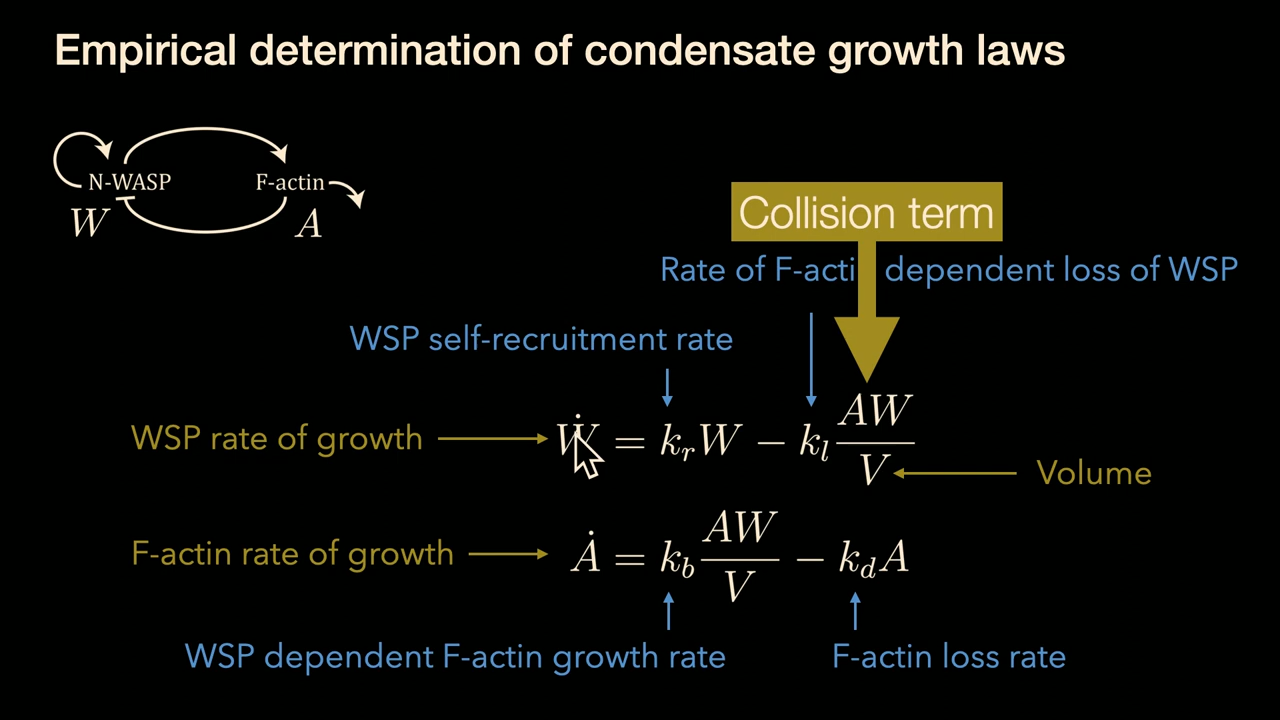 Empirical determination of condensate growth laws
N-WASP F-actin
W A
Collision term
Rate of F-acti dependent loss of WSP
WSP self-recruitment rate
WSP rate of growth
Ẇ = k_r W − k_l AW/V
Volume
F-actin rate of growth
Ȧ = k_b AW/V − k_d A
WSP dependent F-actin growth rate
F-actin loss rate